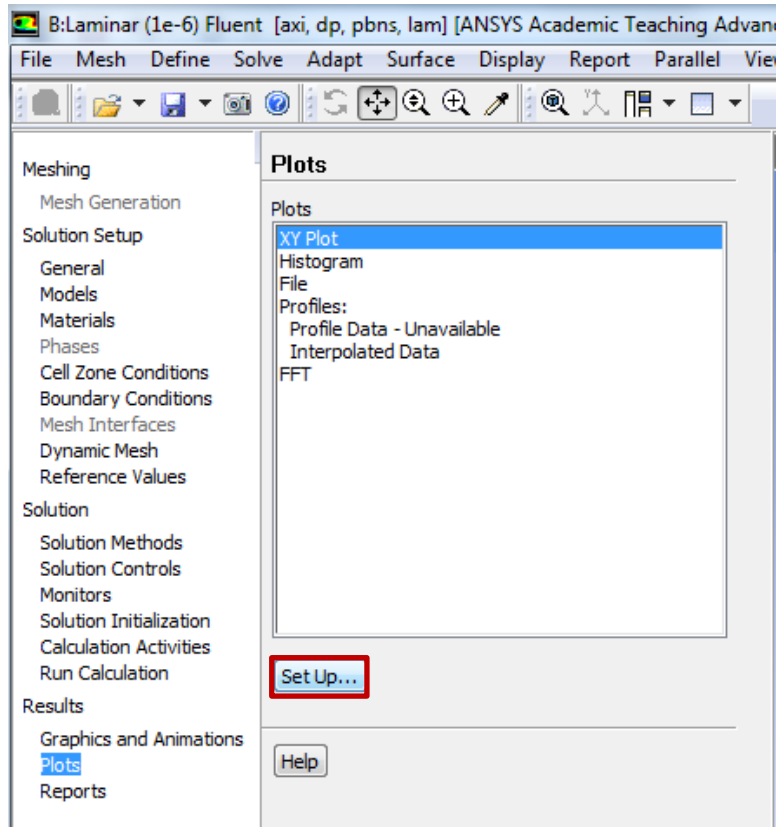 B:Laminar (1e-6) Fluent [axi, dp, pbns, lam] [ANSYS Academic Teaching Advan
File Mesh Define Solve Adapt Surface Display Report Parallel View
Meshing
Mesh Generation
Solution Setup
General
Models
Materials
Phases
Cell Zone Conditions
Boundary Conditions
Mesh Interfaces
Dynamic Mesh
Reference Values
Solution
Solution Methods
Solution Controls
Monitors
Solution Initialization
Calculation Activities
Run Calculation
Results
Graphics and Animations
Plots
Reports
Plots
Plots
XY Plot
Histogram
File
Profiles:
Profile Data - Unavailable
Interpolated Data
FFT
Set Up...
Help